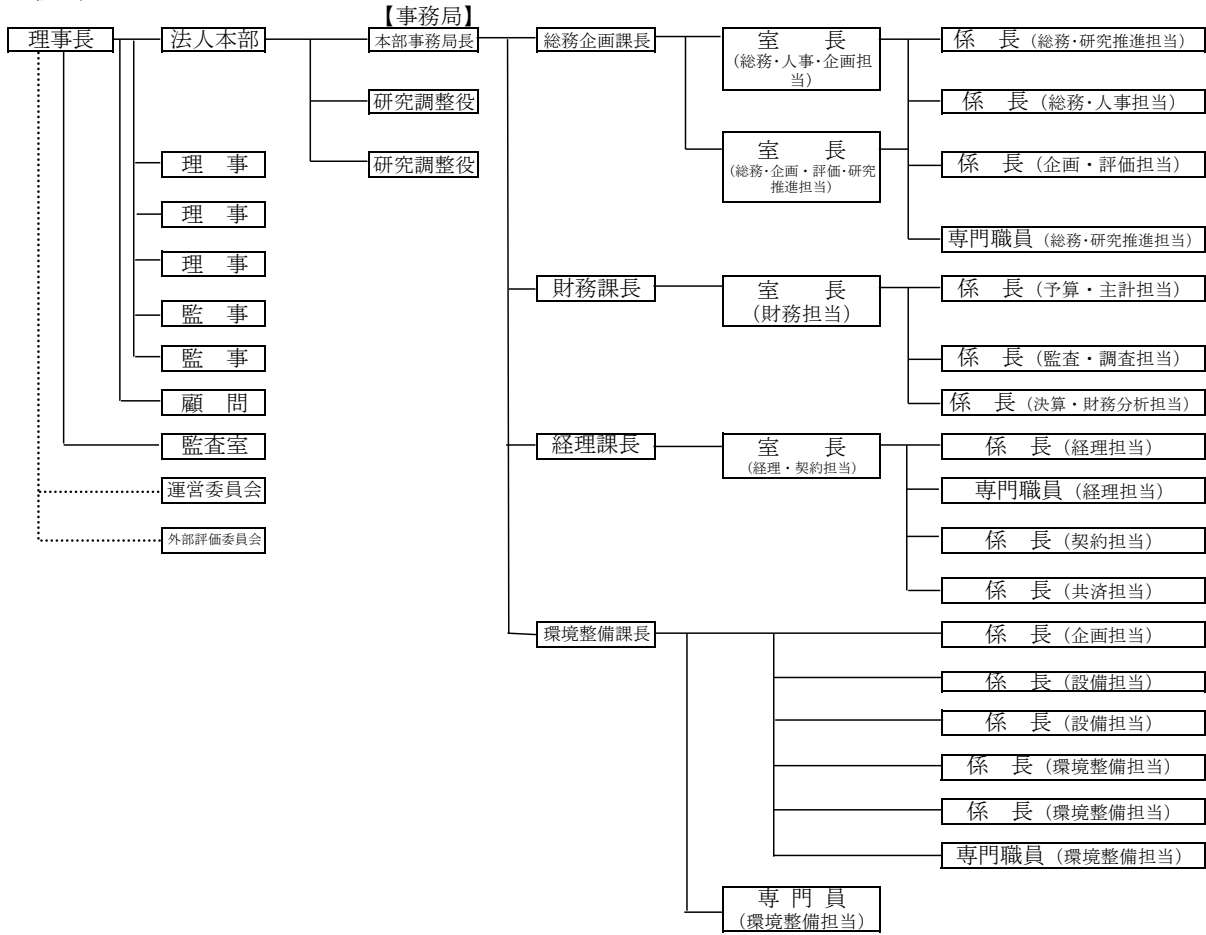 【事務局】
理事長
法人本部
本部事務局長
総務企画課長
室　長
(総務・人事・企画担
当)
係　長 (総務・研究推進担当)
研究調整役
係　長 (総務・人事担当)
理　事
研究調整役
室　長
(総務・企画・評価・研究
推進担当)
係　長 (企画・評価担当)
理　事
専門職員 (総務・研究推進担当)
理　事
財務課長
室　長
(財務担当)
係　長 (予算・主計担当)
監　事
監　事
係　長 (監査・調査担当)
顧　問
係　長 (決算・財務分析担当)
監査室
経理課長
室　長
(経理・契約担当)
係　長 (経理担当)
運営委員会
専門職員 (経理担当)
外部評価委員会
係　長 (契約担当)
係　長 (共済担当)
環境整備課長
係　長 (企画担当)
係　長 (設備担当)
係　長 (設備担当)
係　長 (環境整備担当)
係　長 (環境整備担当)
専門職員 (環境整備担当)
専門員
(環境整備担当)